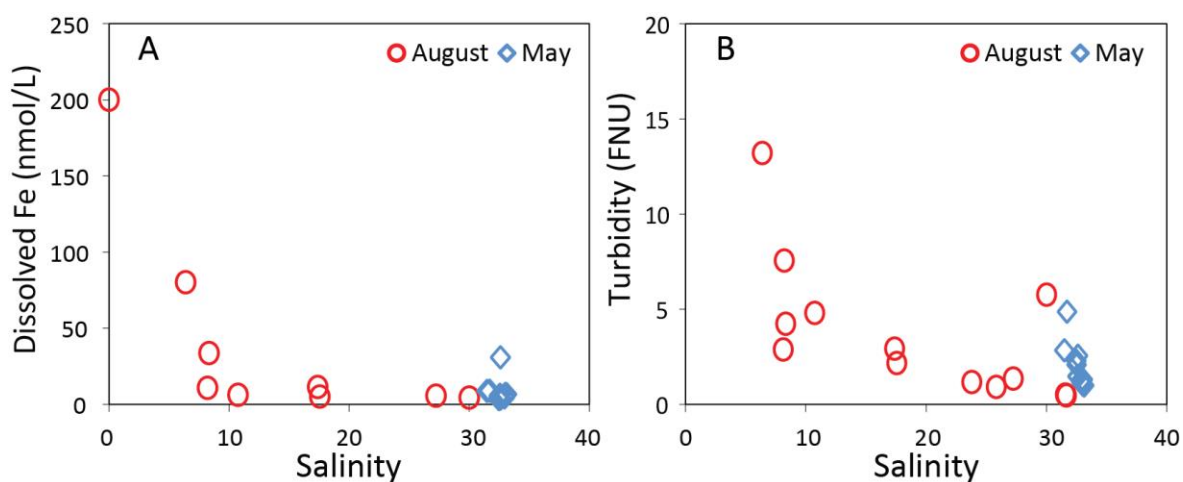 A
August May
250
200
150
100
50
0
0 10 20 30 40
Dissolved Fe (nmol/L)
Salinity
B
August May
20
15
10
5
0
0 10 20 30 40
Turbidity (FNU)
Salinity